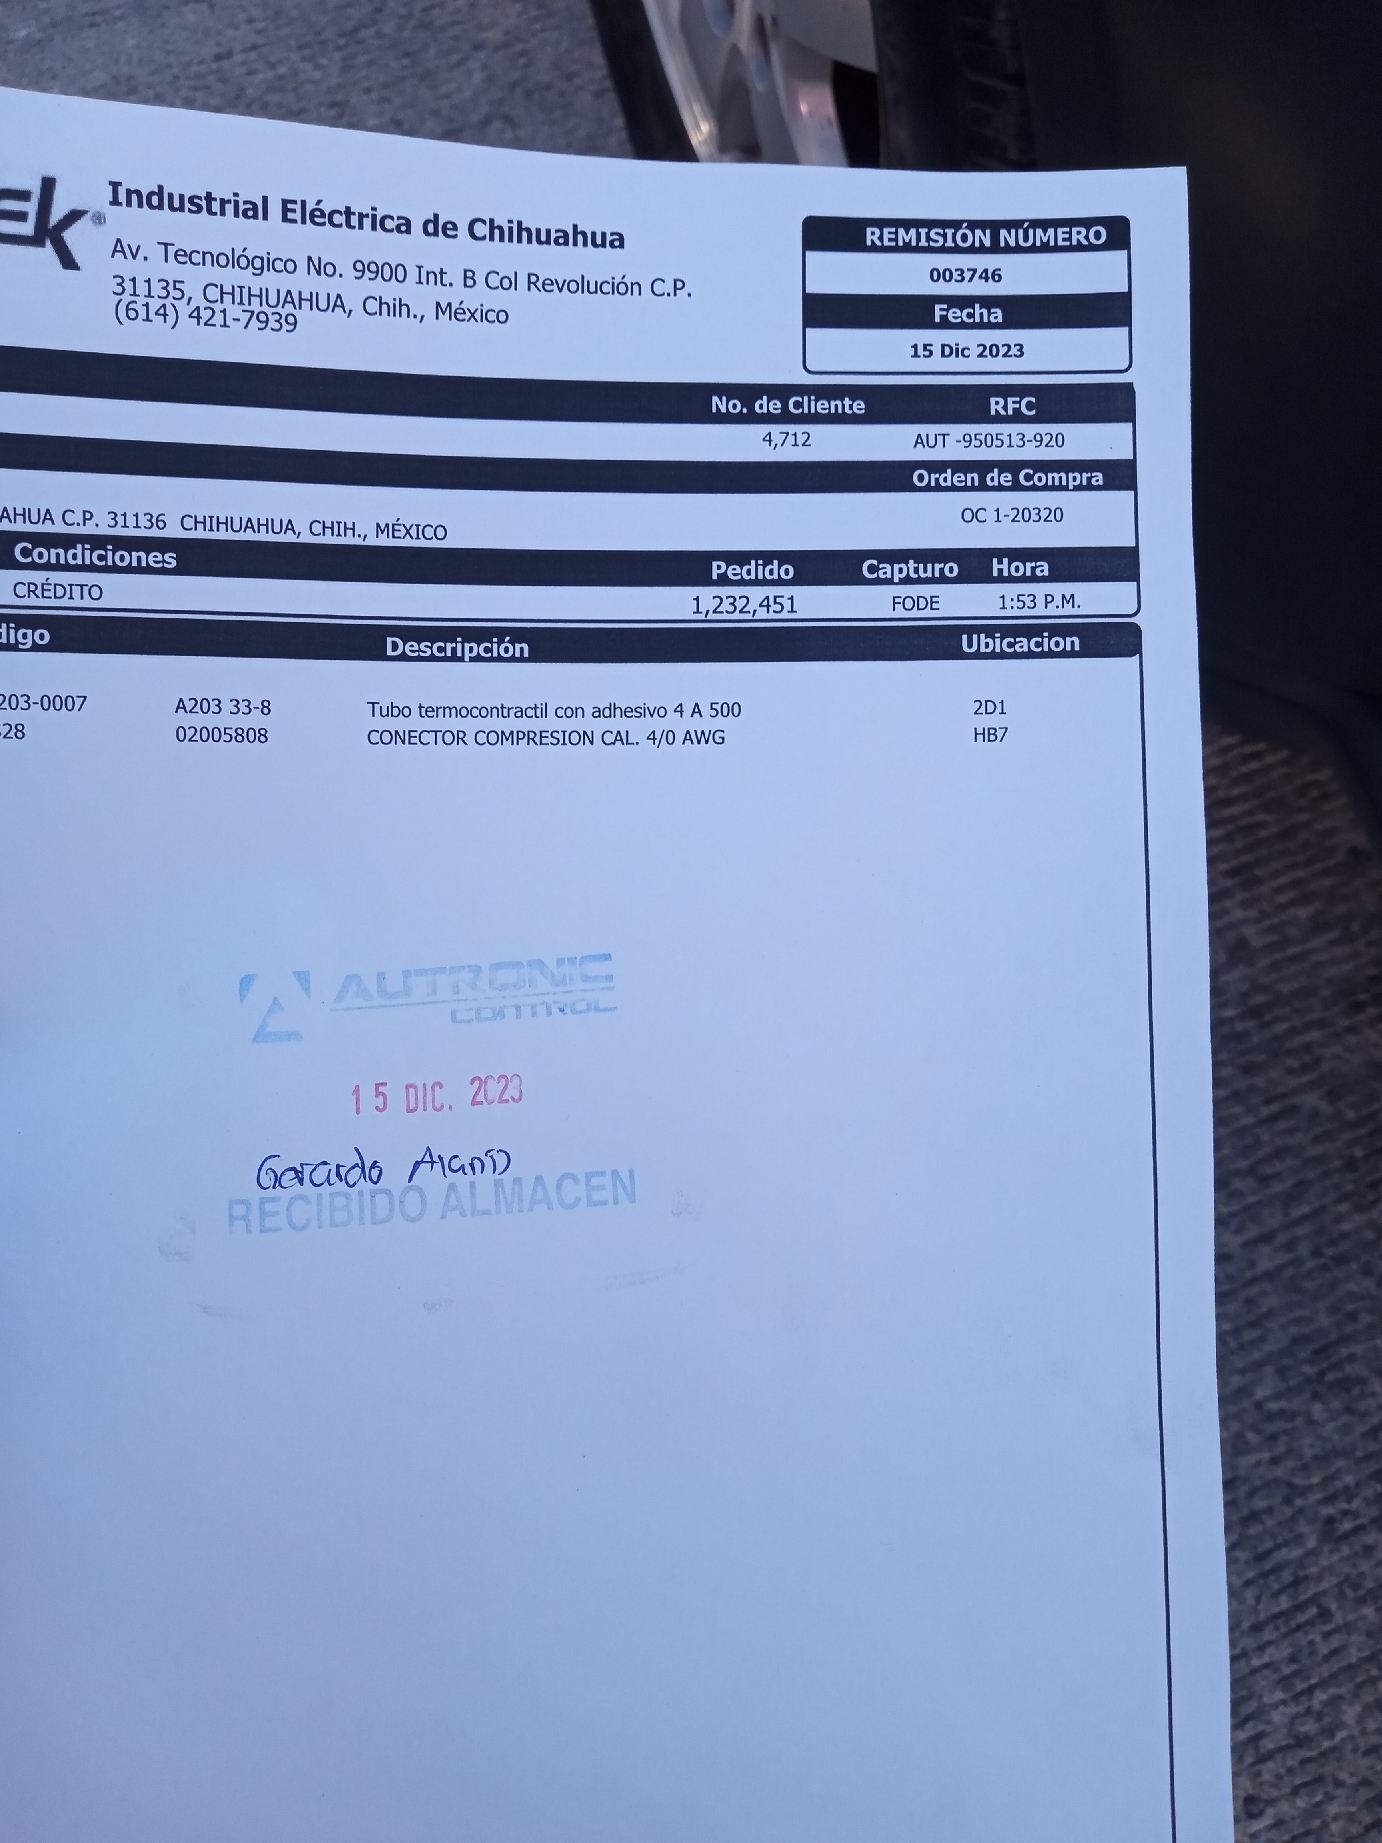 Ek®
Industrial Eléctrica de Chihuahua
Av. Tecnológico No. 9900 Int. B Col Revolución C.P.
31135, CHIHUAHUA, Chih., México
(614) 421-7939
REMISIÓN NÚMERO
003746
Fecha
15 Dic 2023
No. de Cliente RFC
4,712 AUT -950513-920
Orden de Compra
AHUA C.P. 31136 CHIHUAHUA, CHIH., MÉXICO OC 1-20320
Condiciones Pedido Capturo Hora
CRÉDITO 1,232,451 FODE 1:53 P.M.
digo Descripción Ubicacion
203-0007 A203 33-8 Tubo termocontractil con adhesivo 4 A 500 2D1
28 02005808 CONECTOR COMPRESION CAL. 4/0 AWG HB7
AUTRONIC
CONTROL
15 DIC. 2023
Gerardo Alanis
RECIBIDO ALMACEN